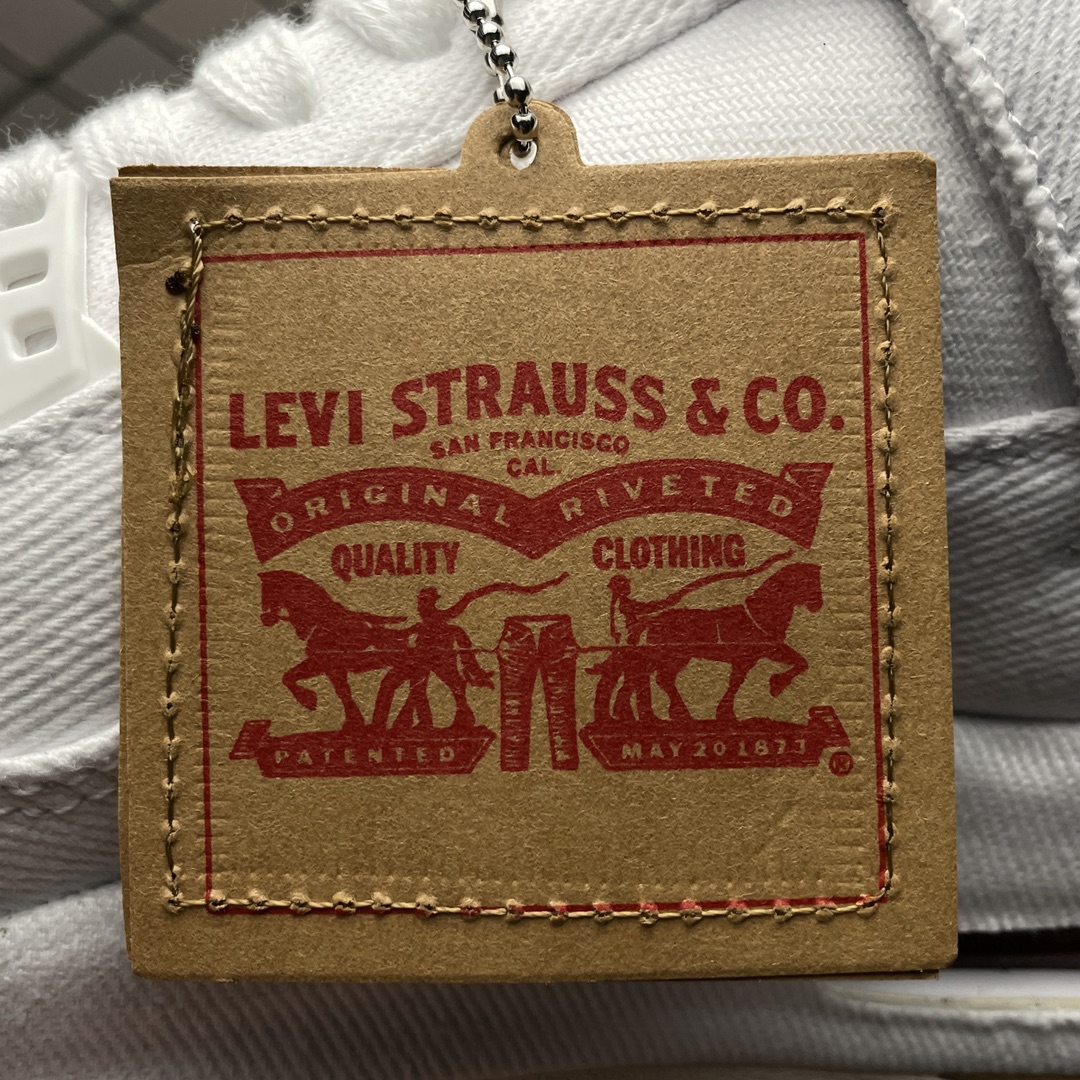 LEVI STRAUSS & CO.
SAN FRANCISCO
CAL.
ORIGINAL RIVETED
QUALITY CLOTHING
PATENTED MAY 20 1873
®